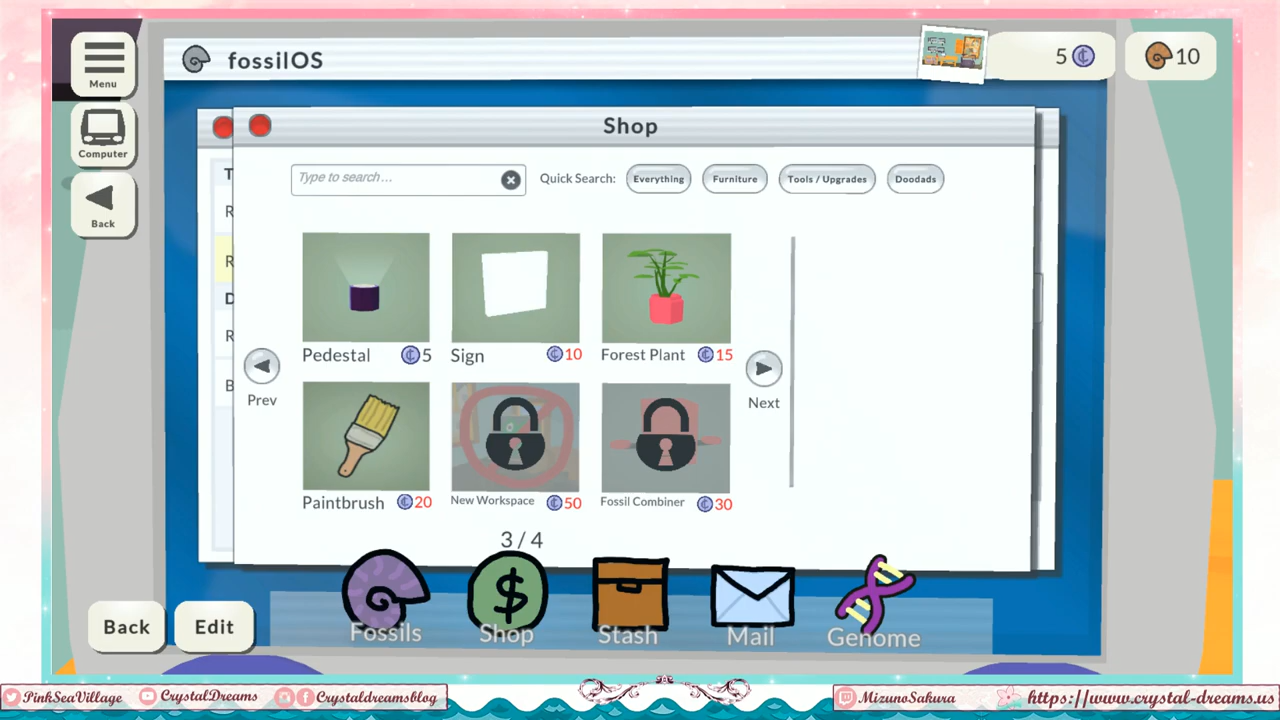 Menu
Computer
Back
fossilOS
5
10
Shop
Type to search...
Quick Search:
Everything
Furniture
Tools / Upgrades
Doodads
T
R
R
D
R
B
Pedestal 5
Sign 10
Forest Plant 15
Prev
Next
Paintbrush 20
New Workspace 50
Fossil Combiner 30
3 / 4
Back
Edit
Fossils
Shop
Stash
Mail
Genome
PinkSeaVillage
CrystalDreams
Crystaldreamsblog
MizunoSakura
https://www.crystal-dreams.us